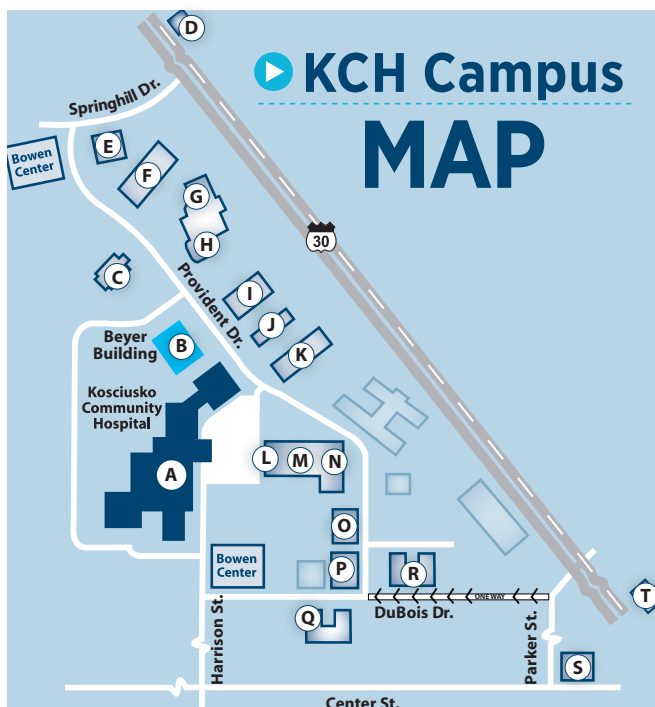 KCH Campus
MAP
D
Springhill Dr.
Bowen
Center
E
F
G
H
30
C
Provident Dr.
I
J
K
Beyer
Building
B
Kosciusko
Community
Hospital
A
L
M
N
O
P
Bowen
Center
R
ONE WAY
DuBois Dr.
Q
T
Harrison St.
Parker St.
S
Center St.